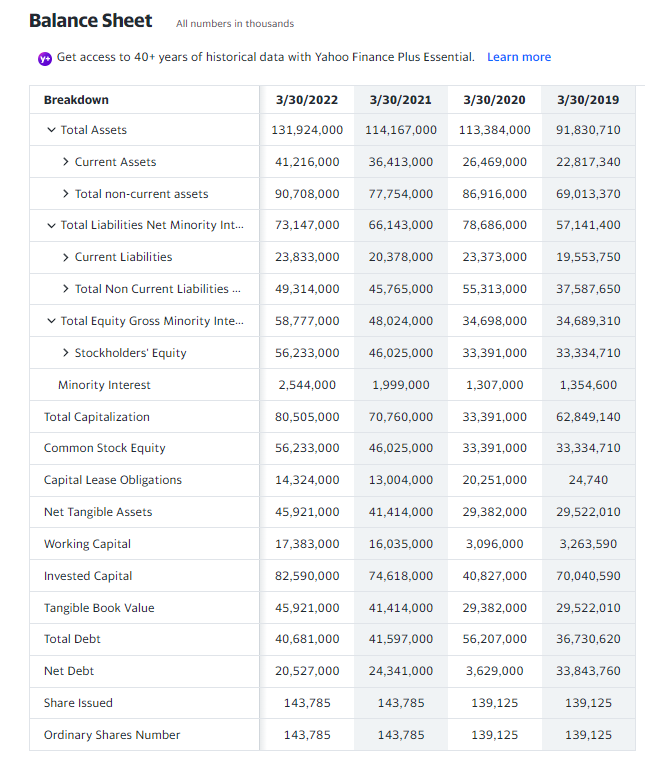 Balance Sheet All numbers in thousands
y+ Get access to 40+ years of historical data with Yahoo Finance Plus Essential. Learn more
Breakdown 3/30/2022 3/30/2021 3/30/2020 3/30/2019
Total Assets 131,924,000 114,167,000 113,384,000 91,830,710
Current Assets 41,216,000 36,413,000 26,469,000 22,817,340
Total non-current assets 90,708,000 77,754,000 86,916,000 69,013,370
Total Liabilities Net Minority Int... 73,147,000 66,143,000 78,686,000 57,141,400
Current Liabilities 23,833,000 20,378,000 23,373,000 19,553,750
Total Non Current Liabilities ... 49,314,000 45,765,000 55,313,000 37,587,650
Total Equity Gross Minority Inte... 58,777,000 48,024,000 34,698,000 34,689,310
Stockholders' Equity 56,233,000 46,025,000 33,391,000 33,334,710
Minority Interest 2,544,000 1,999,000 1,307,000 1,354,600
Total Capitalization 80,505,000 70,760,000 33,391,000 62,849,140
Common Stock Equity 56,233,000 46,025,000 33,391,000 33,334,710
Capital Lease Obligations 14,324,000 13,004,000 20,251,000 24,740
Net Tangible Assets 45,921,000 41,414,000 29,382,000 29,522,010
Working Capital 17,383,000 16,035,000 3,096,000 3,263,590
Invested Capital 82,590,000 74,618,000 40,827,000 70,040,590
Tangible Book Value 45,921,000 41,414,000 29,382,000 29,522,010
Total Debt 40,681,000 41,597,000 56,207,000 36,730,620
Net Debt 20,527,000 24,341,000 3,629,000 33,843,760
Share Issued 143,785 143,785 139,125 139,125
Ordinary Shares Number 143,785 143,785 139,125 139,125